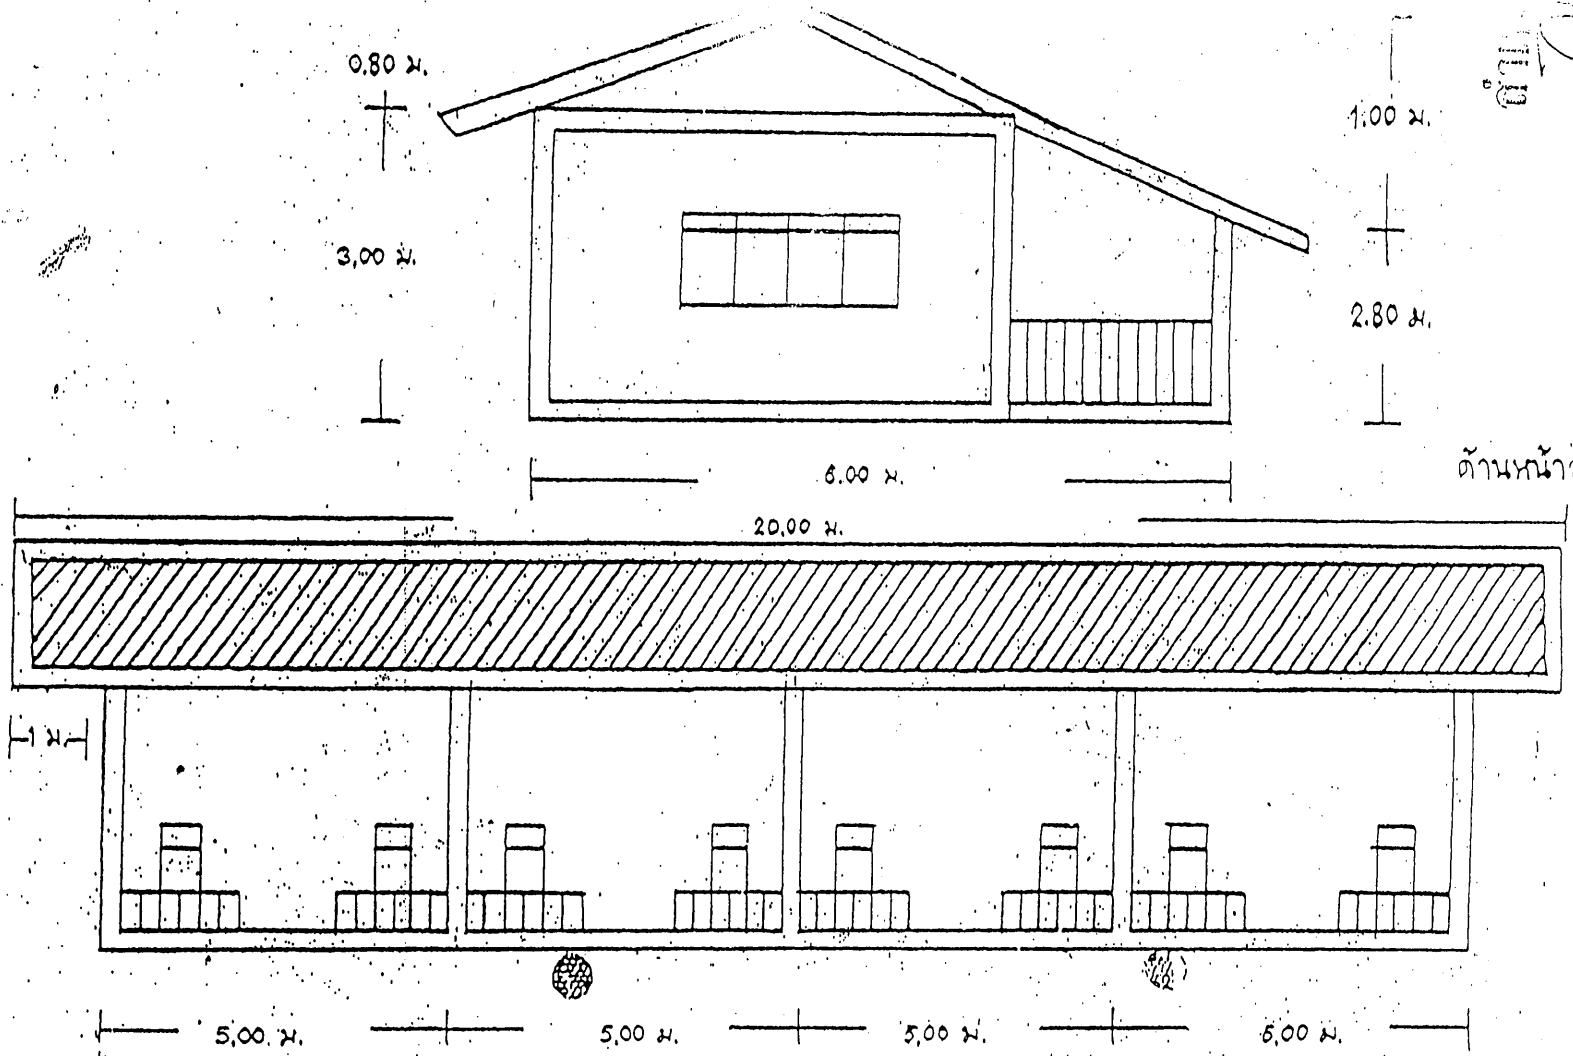 0.80 ม.
1.00 ม.
3,00 ม.
2.80 ม.
6.00 ม.
ด้านหน้า
20,00 ม.
1 ม.
5,00 ม.
5,00 ม.
5,00 ม.
5,00 ม.